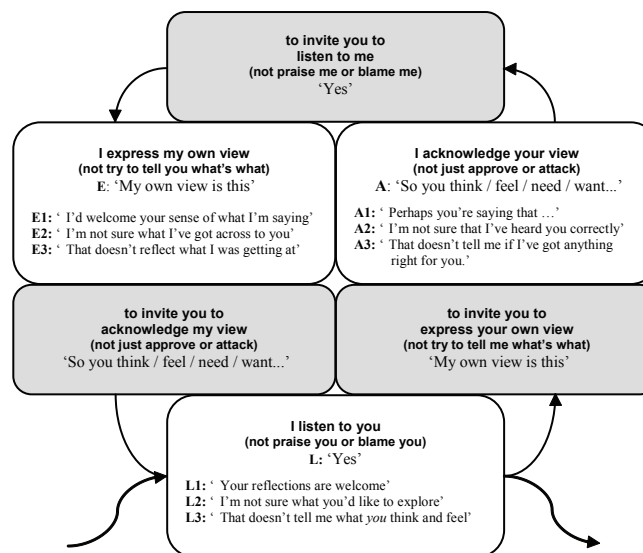 to invite you to
listen to me
(not praise me or blame me)
‘Yes’
I express my own view
(not try to tell you what’s what)
E: ‘My own view is this’
E1: ‘ I’d welcome your sense of what I’m saying’
E2: ‘ I’m not sure what I’ve got across to you’
E3: ‘ That doesn’t reflect what I was getting at’
I acknowledge your view
(not just approve or attack)
A: ‘So you think / feel / need / want...’
A1: ‘ Perhaps you’re saying that …’
A2: ‘ I’m not sure that I’ve heard you correctly’
A3: ‘ That doesn’t tell me if I’ve got anything
right for you.’
to invite you to
acknowledge my view
(not just approve or attack)
‘So you think / feel / need / want...’
to invite you to
express your own view
(not try to tell me what’s what)
‘My own view is this’
I listen to you
(not praise you or blame you)
L: ‘Yes’
L1: ‘ Your reflections are welcome’
L2: ‘ I’m not sure what you’d like to explore’
L3: ‘ That doesn’t tell me what you think and feel’